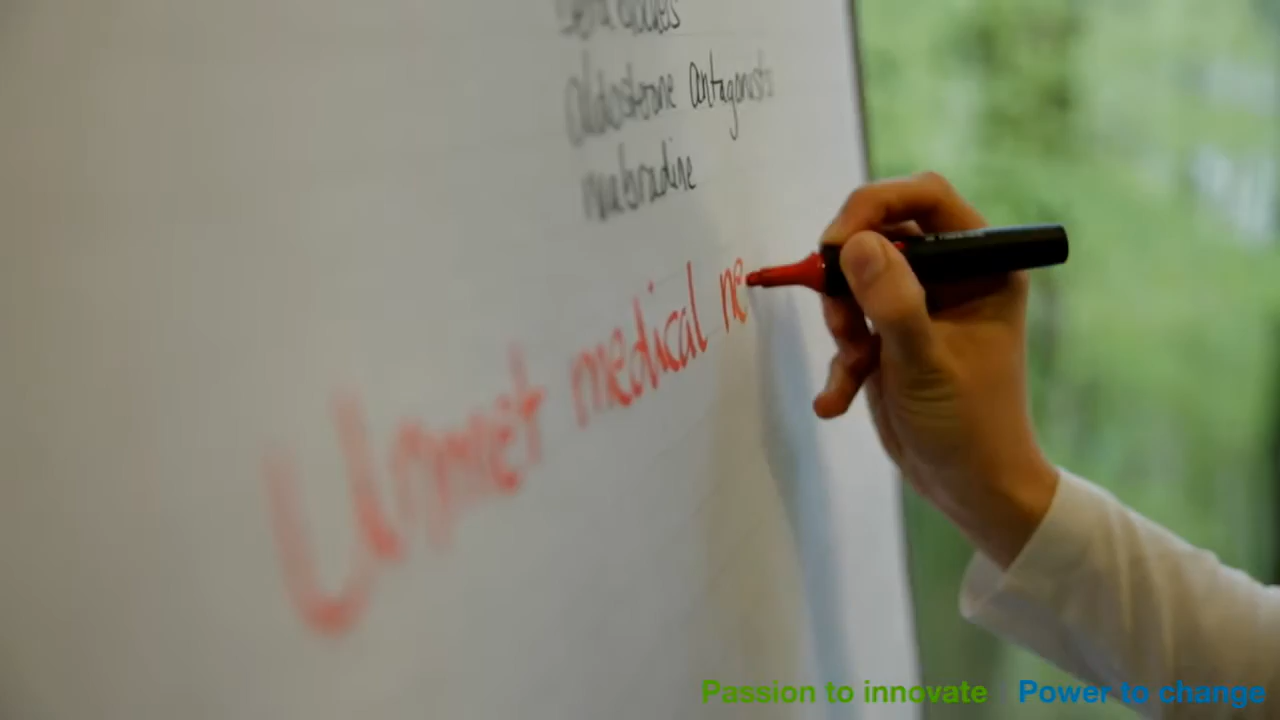 aldosterone antagonists
Unmet medical ne
Passion to innovate Power to change